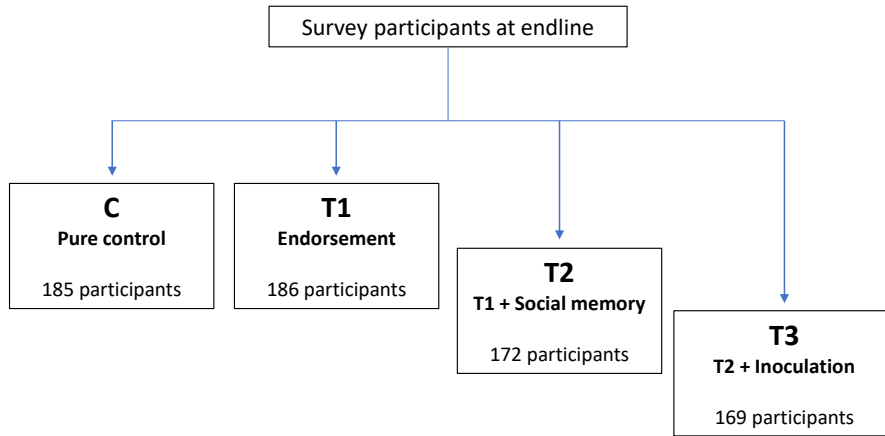 Survey participants at endline
C
Pure control
185 participants
T1
Endorsement
186 participants
T2
T1 + Social memory
172 participants
T3
T2 + Inoculation
169 participants